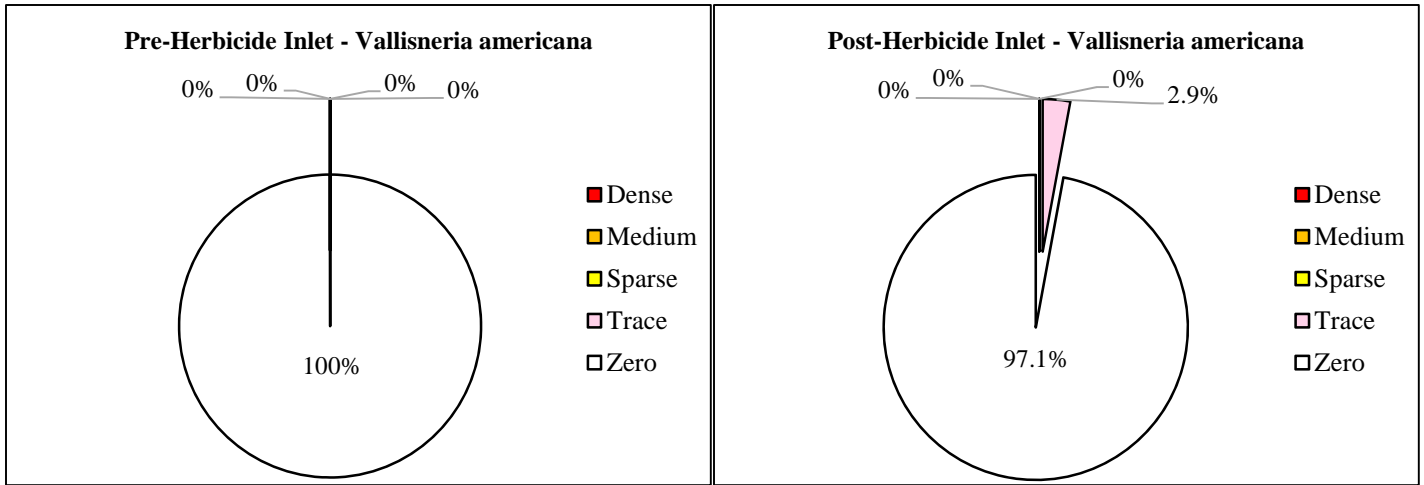 Pre-Herbicide Inlet - Vallisneria americana
0%
0%
0%
0%
100%
Dense
Medium
Sparse
Trace
Zero
Post-Herbicide Inlet - Vallisneria americana
0%
0%
0%
2.9%
97.1%
Dense
Medium
Sparse
Trace
Zero